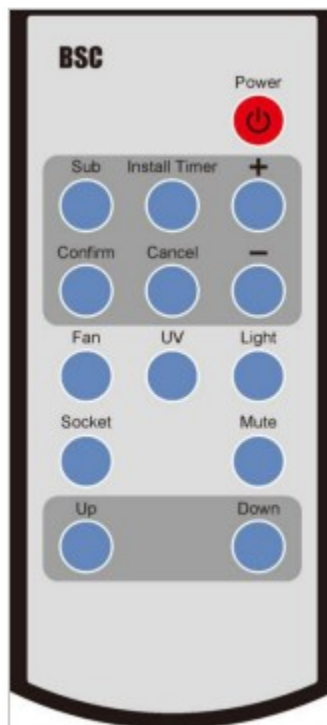 BSC
Power
Sub Install Timer +
Confirm Cancel −
Fan UV Light
Socket Mute
Up Down